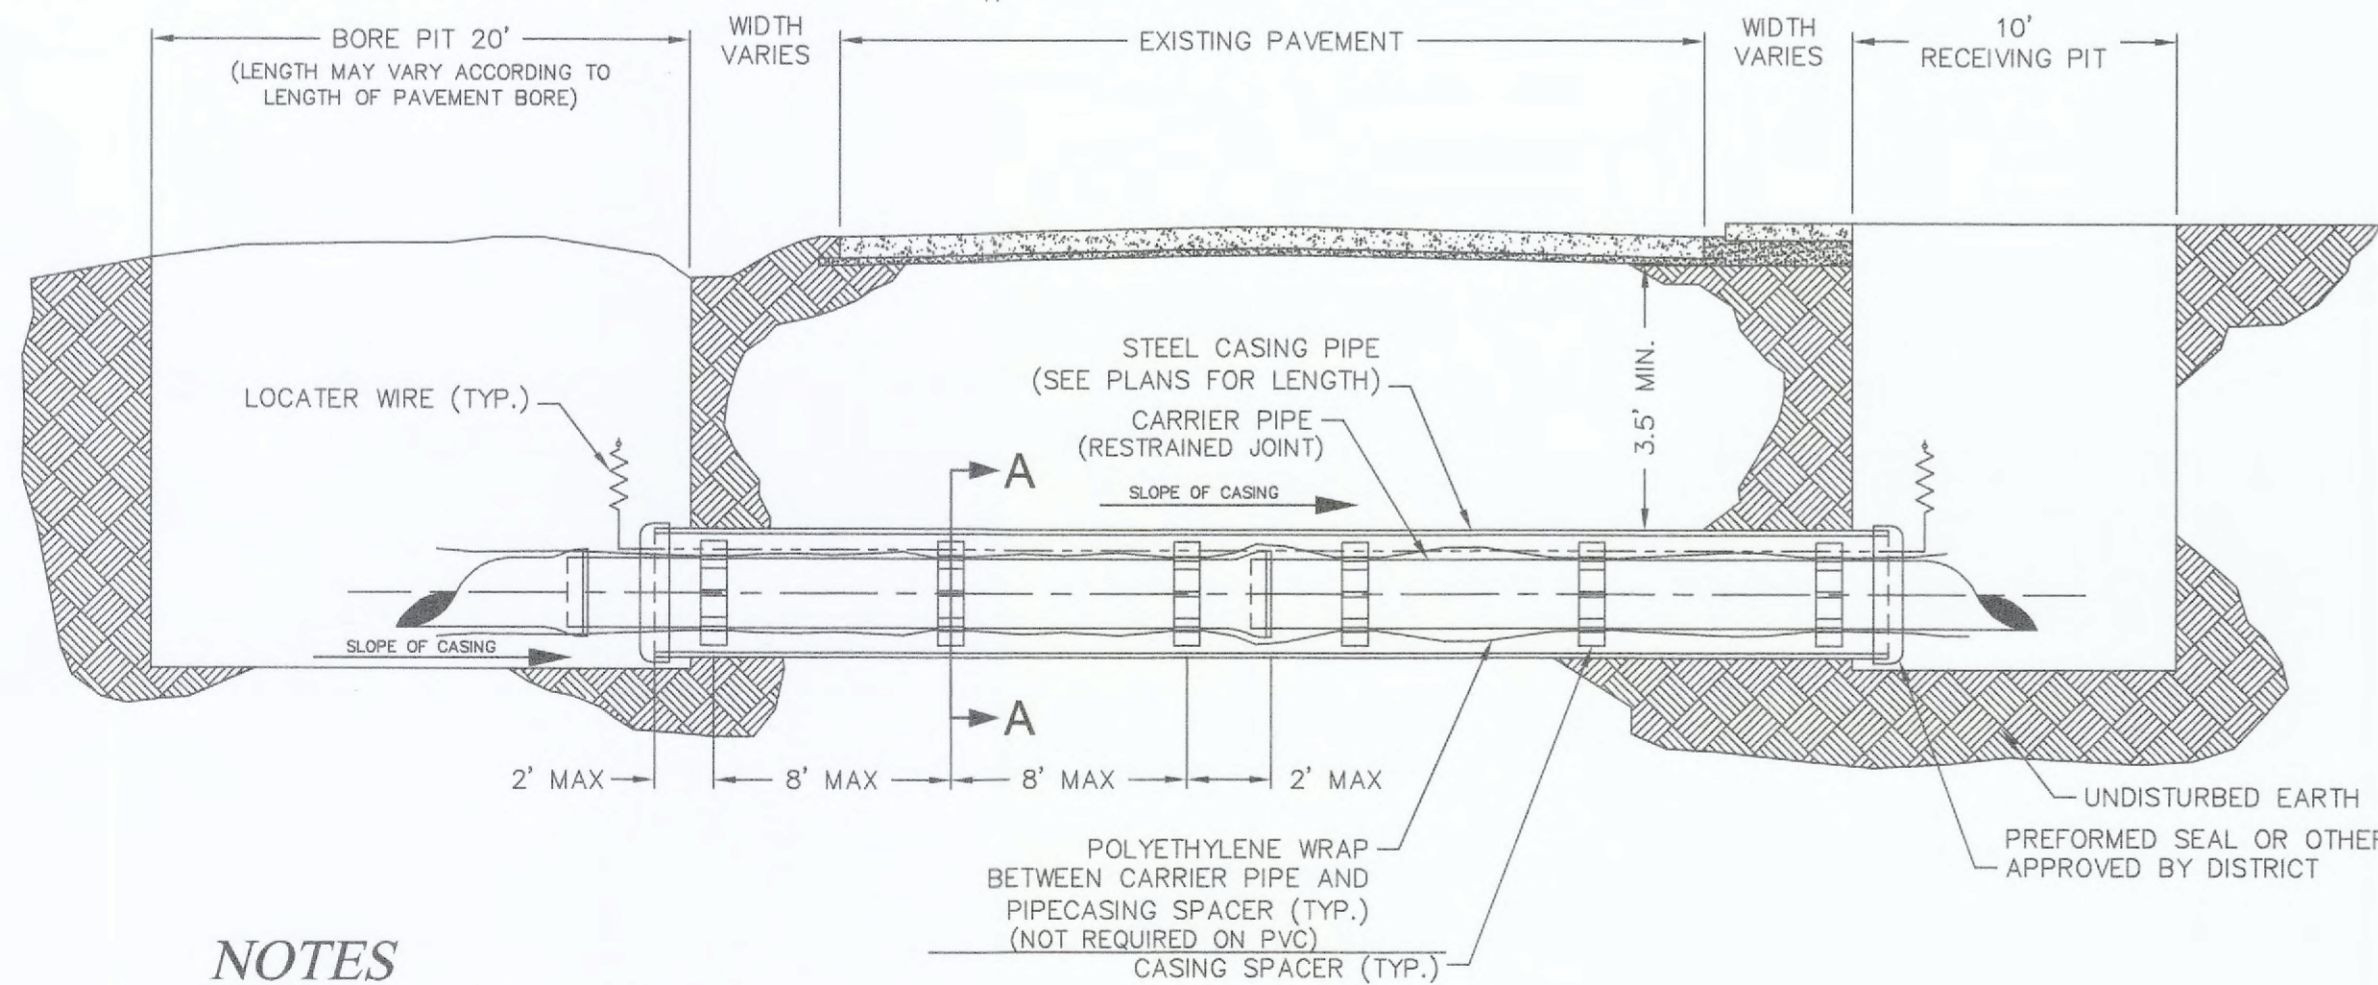 BORE PIT 20'
(LENGTH MAY VARY ACCORDING TO
LENGTH OF PAVEMENT BORE)
WIDTH
VARIES
EXISTING PAVEMENT
WIDTH
VARIES
10'
RECEIVING PIT
LOCATER WIRE (TYP.)
STEEL CASING PIPE
(SEE PLANS FOR LENGTH)
CARRIER PIPE
(RESTRAINED JOINT)
3.5' MIN.
A
SLOPE OF CASING
SLOPE OF CASING
A
2' MAX
8' MAX
8' MAX
2' MAX
UNDISTURBED EARTH
PREFORMED SEAL OR OTHER
APPROVED BY DISTRICT
POLYETHYLENE WRAP
BETWEEN CARRIER PIPE AND
PIPECASING SPACER (TYP.)
(NOT REQUIRED ON PVC)
CASING SPACER (TYP.)
NOTES